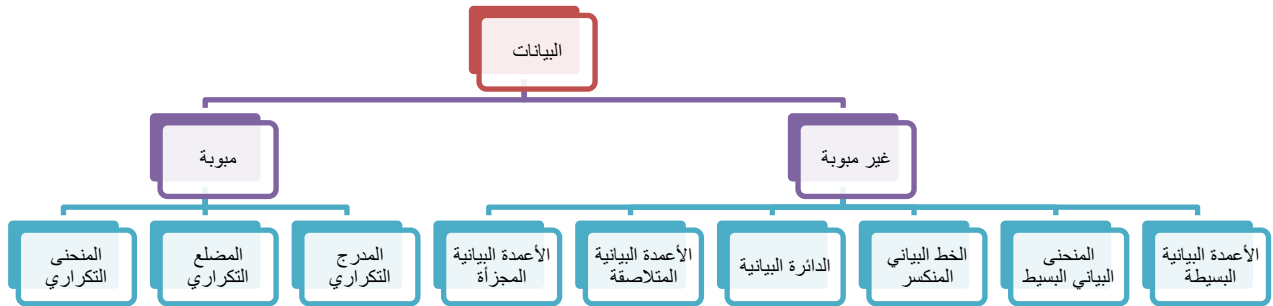 البيانات
غير مبوبة
مبوبة
الأعمدة البيانية
البسيطة
المنحنى
البياني البسيط
الخط البياني
المنكسر
الدائرة البيانية
الأعمدة البيانية
المتلاصقة
الأعمدة البيانية
المجزأة
المدرج
التكراري
المضلع
التكراري
المنحنى
التكراري